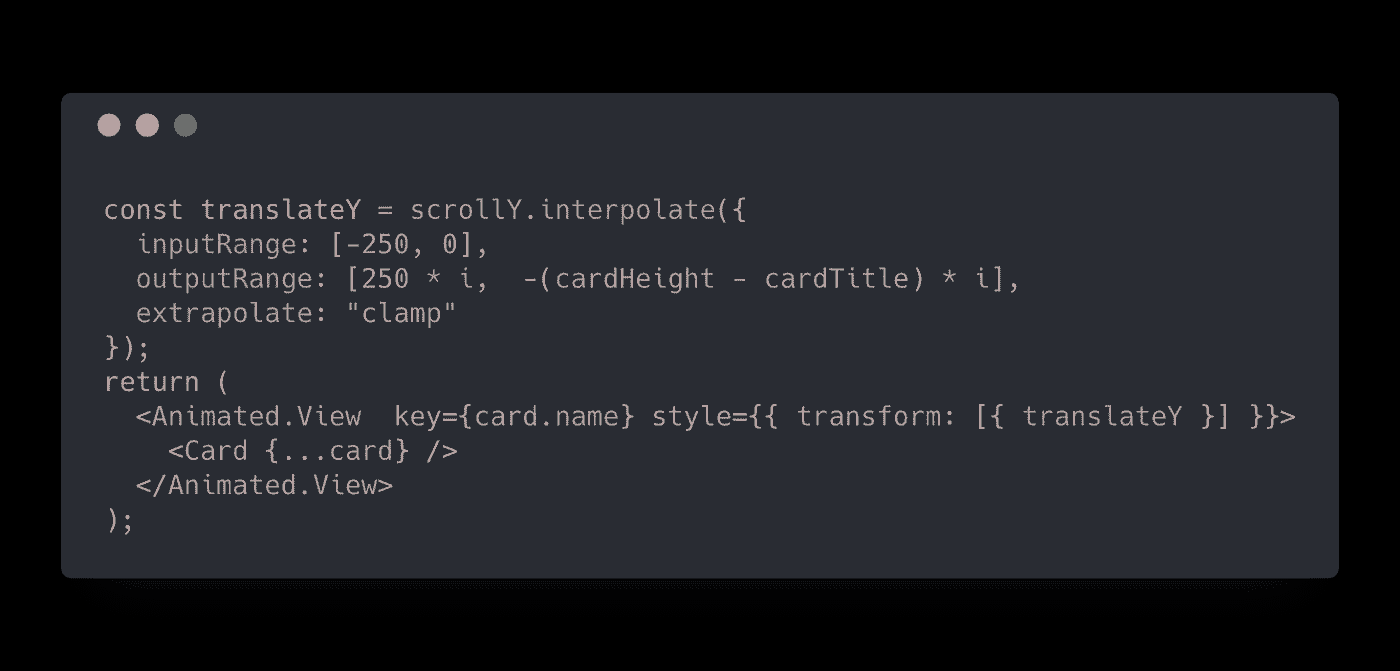 const translateY = scrollY.interpolate({
  inputRange: [-250, 0],
  outputRange: [250 * i,  -(cardHeight - cardTitle) * i],
  extrapolate: "clamp"
});
return (
  <Animated.View  key={card.name} style={{ transform: [{ translateY }] }}>
    <Card {...card} />
  </Animated.View>
);